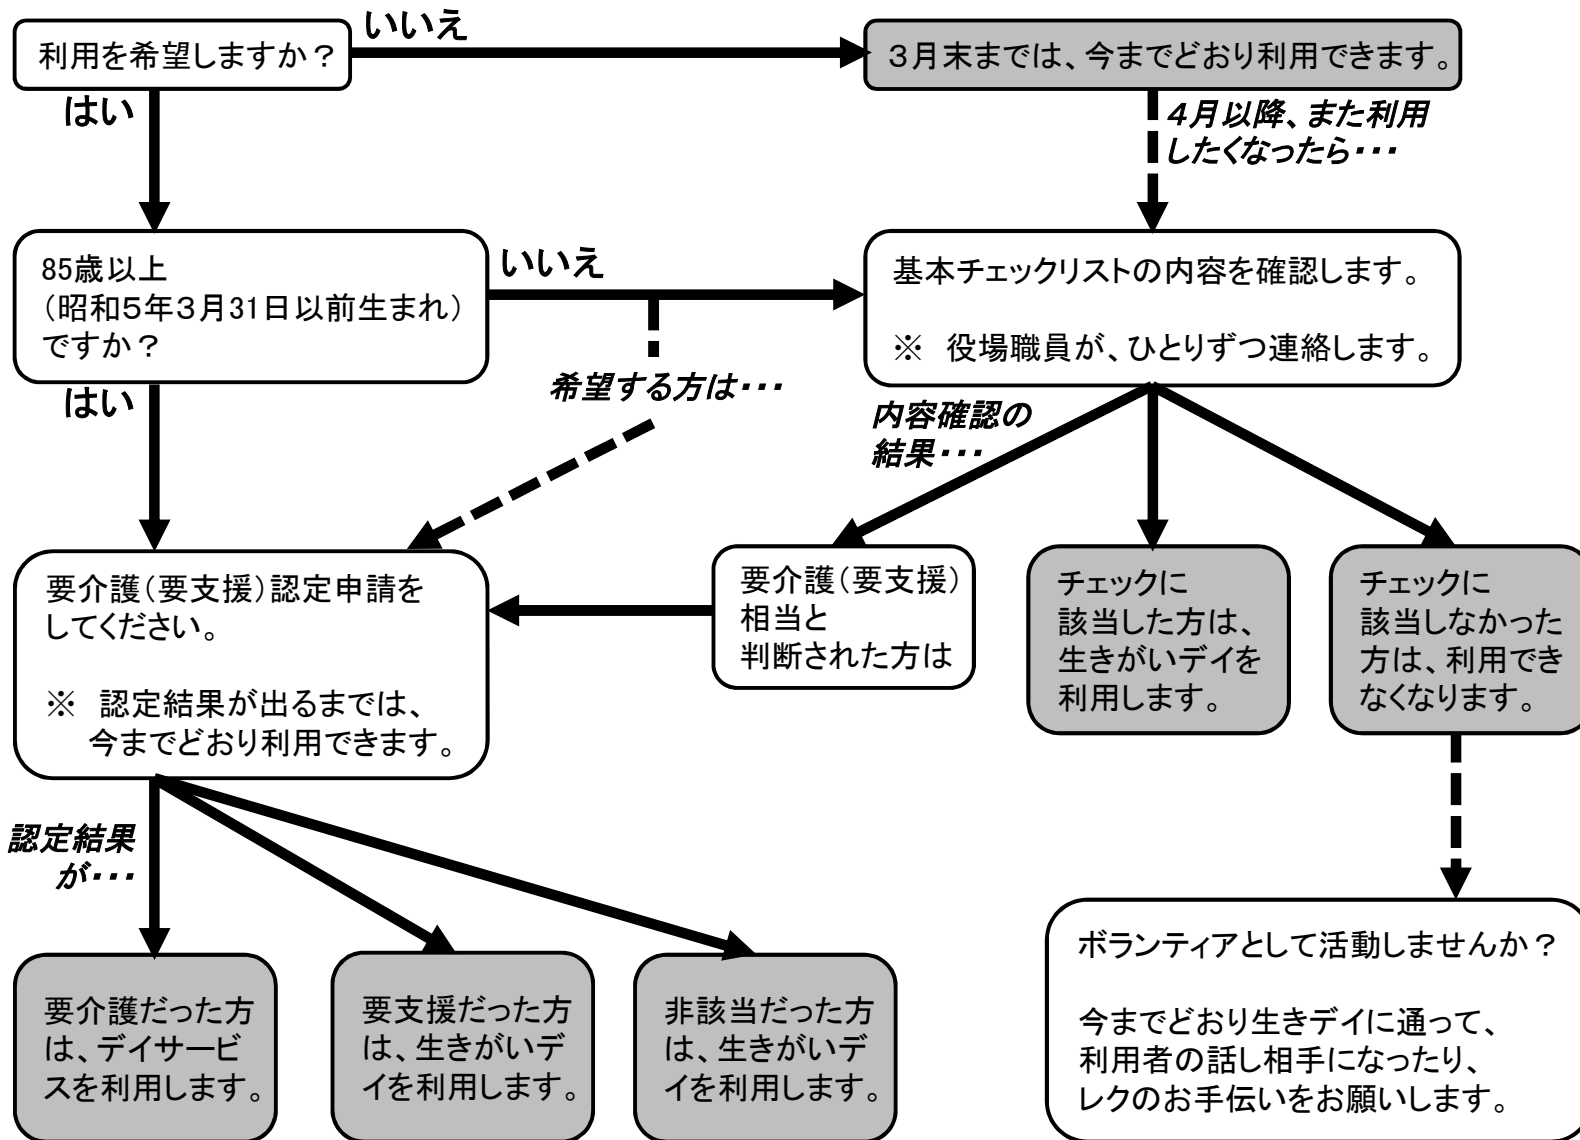 利用を希望しますか？
いいえ
３月末までは、今までどおり利用できます。
はい
４月以降、また利用
したくなったら・・・
85歳以上
（昭和５年３月31日以前生まれ）
ですか？
いいえ
基本チェックリストの内容を確認します。
※　役場職員が、ひとりずつ連絡します。
はい
希望する方は・・・
内容確認の
結果・・・
要介護（要支援）認定申請を
してください。
※　認定結果が出るまでは、
今までどおり利用できます。
要介護（要支援）
相当と
判断された方は
チェックに
該当した方は、
生きがいデイを
利用します。
チェックに
該当しなかった
方は、利用でき
なくなります。
認定結果
が・・・
要介護だった方
は、デイサービ
スを利用します。
要支援だった方
は、生きがいデ
イを利用します。
非該当だった方
は、生きがいデ
イを利用します。
ボランティアとして活動しませんか？
今までどおり生きデイに通って、
利用者の話し相手になったり、
レクのお手伝いをお願いします。